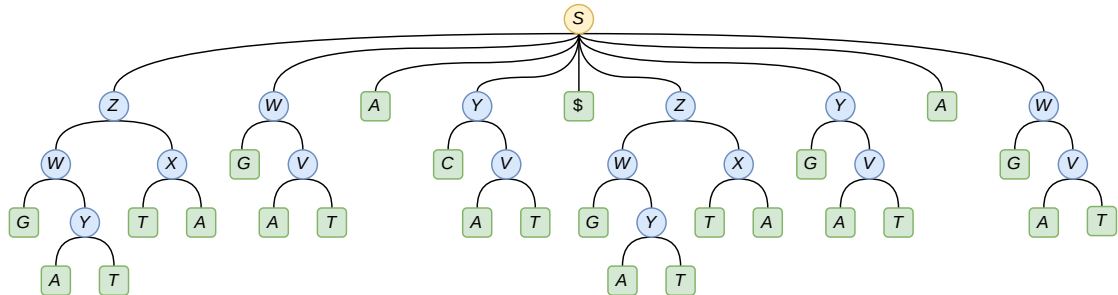 S
Z W A Y $ Z Y A W
W X G V C V W X G V G V
G Y T A A T A T G Y T A A T A T
A T A T